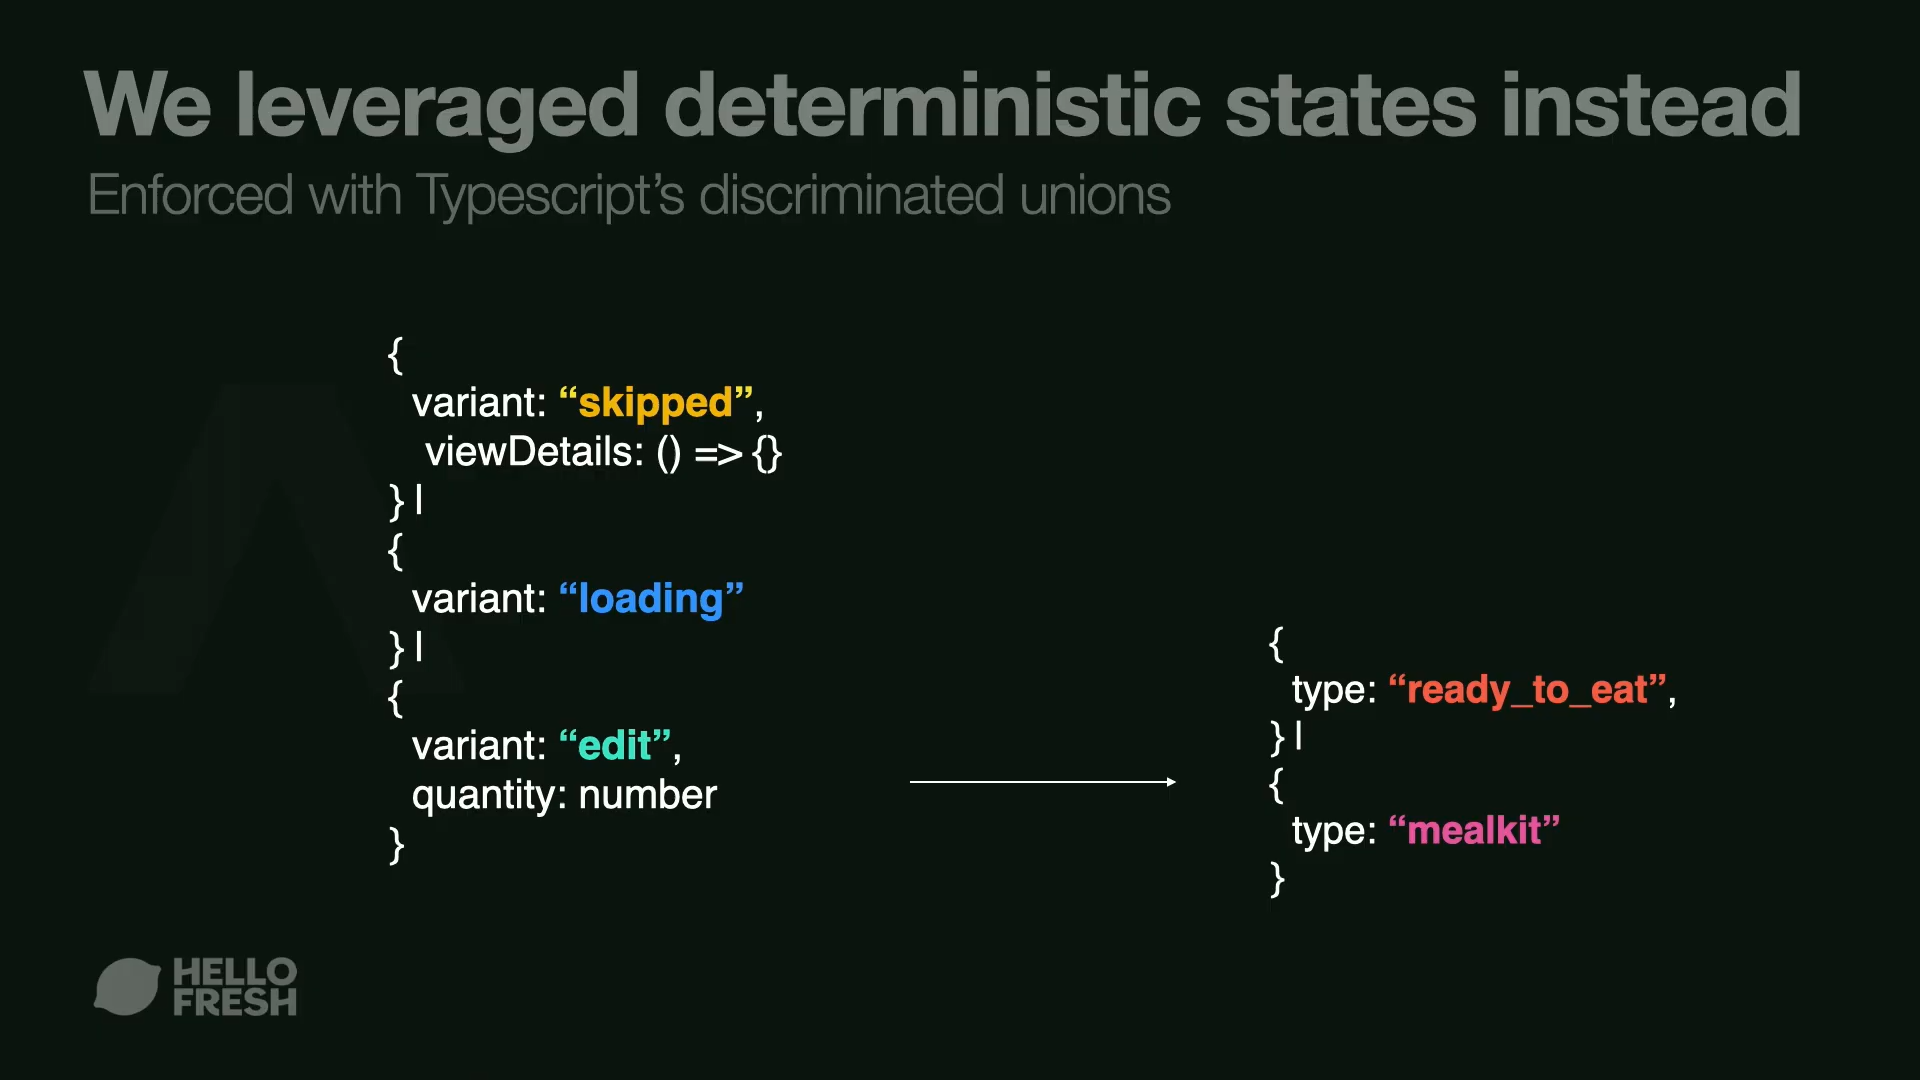 We leveraged deterministic states instead
Enforced with Typescript’s discriminated unions
{
variant: “skipped”,
viewDetails: () => {}
} |
{
variant: “loading”
} |
{
variant: “edit”,
quantity: number
}
{
type: “ready_to_eat”,
} |
{
type: “mealkit”
}
HELLO
FRESH